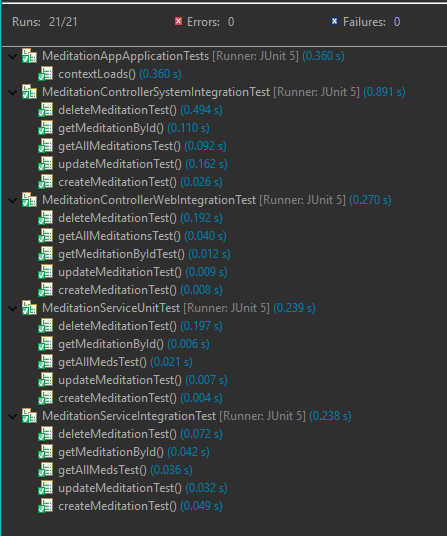 Runs: 21/21 Errors: 0 Failures: 0
MeditationAppApplicationTests [Runner: JUnit 5] (0.360 s)
contextLoads() (0.360 s)
MeditationControllerSystemIntegrationTest [Runner: JUnit 5] (0.891 s)
deleteMeditationTest() (0.494 s)
getMeditationById() (0.110 s)
getAllMeditationsTest() (0.092 s)
updateMeditationTest() (0.162 s)
createMeditationTest() (0.026 s)
MeditationControllerWebIntegrationTest [Runner: JUnit 5] (0.270 s)
deleteMeditationTest() (0.192 s)
getAllMeditationsTest() (0.040 s)
getMeditationByIdTest() (0.012 s)
updateMeditationTest() (0.009 s)
createMeditationTest() (0.008 s)
MeditationServiceUnitTest [Runner: JUnit 5] (0.239 s)
deleteMeditationTest() (0.197 s)
getMeditationById() (0.006 s)
getAllMedsTest() (0.021 s)
updateMeditationTest() (0.007 s)
createMeditationTest() (0.004 s)
MeditationServiceIntegrationTest [Runner: JUnit 5] (0.238 s)
deleteMeditationTest() (0.072 s)
getMeditationById() (0.042 s)
getAllMedsTest() (0.036 s)
updateMeditationTest() (0.032 s)
createMeditationTest() (0.049 s)